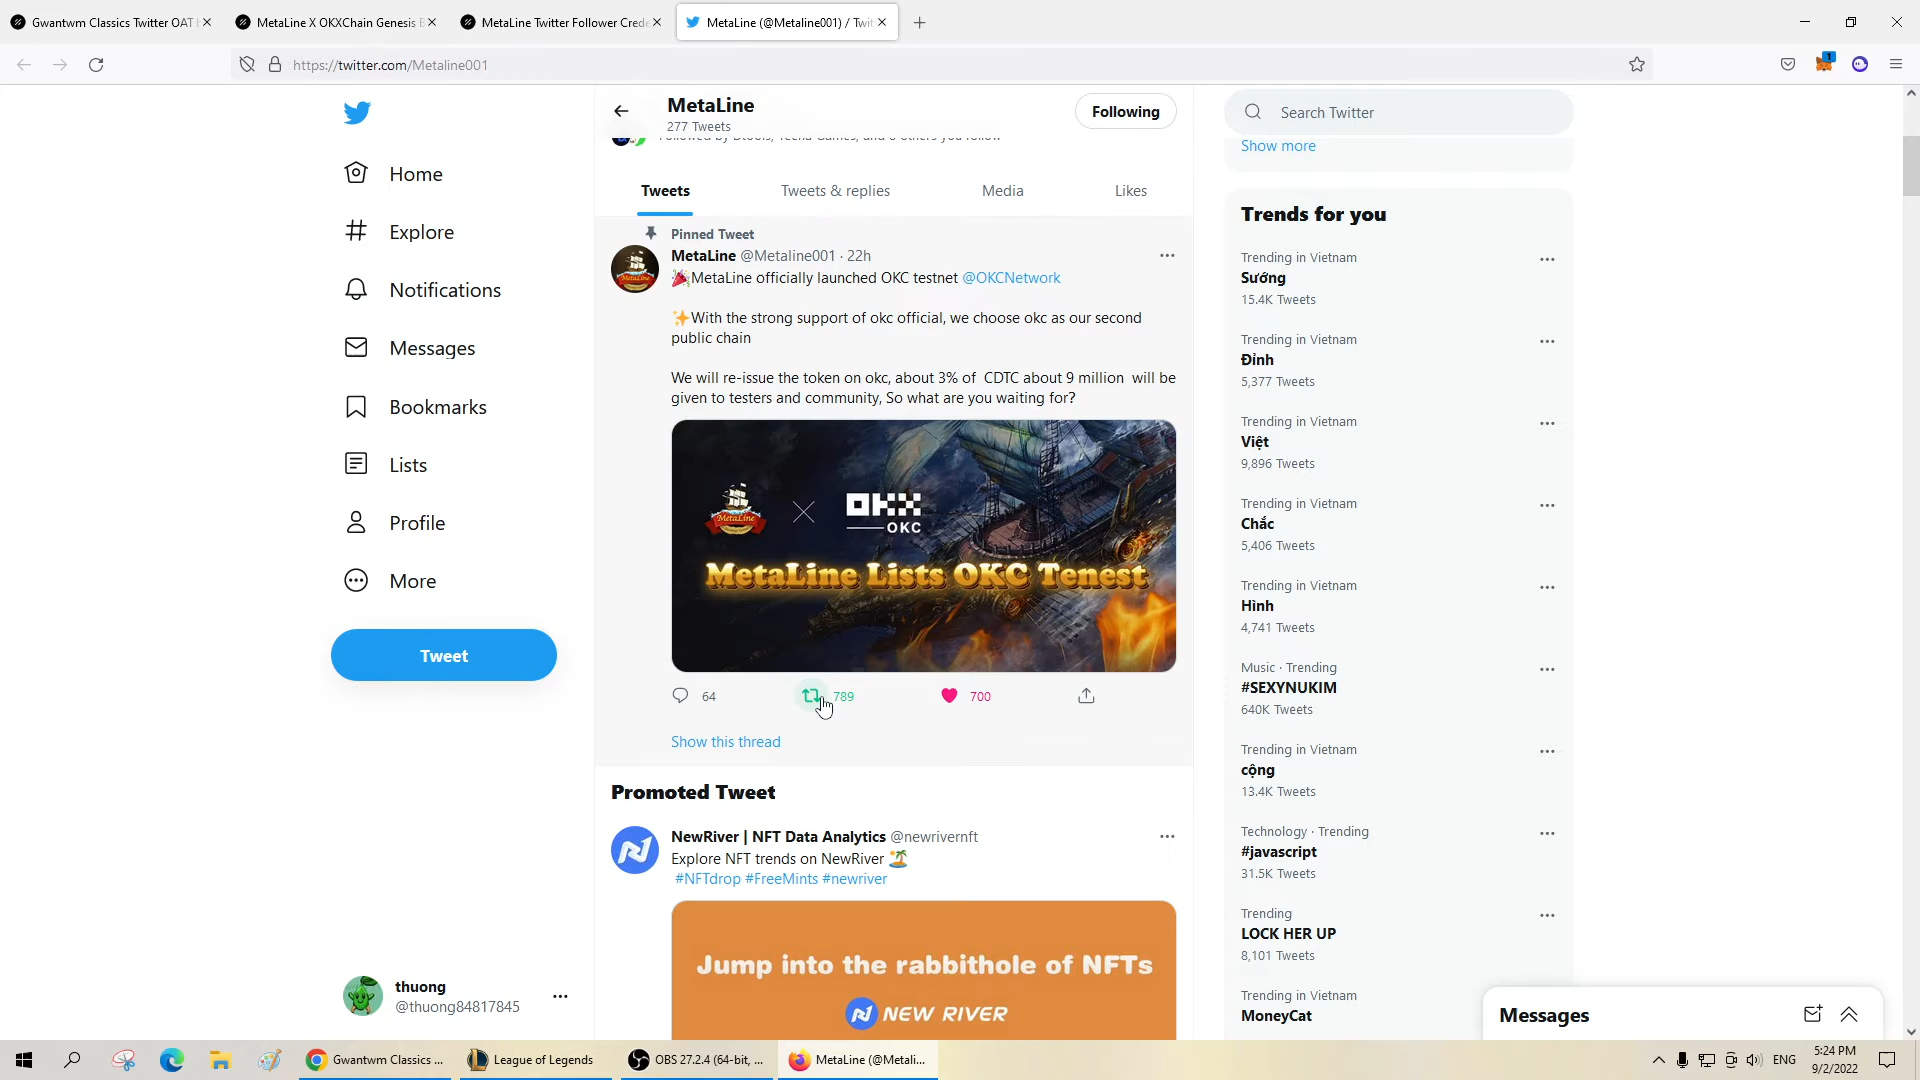 Gwantwm Classics Twitter OAT
MetaLine X OKXChain Genesis B
MetaLine Twitter Follower Crede
MetaLine (@Metaline001) / Twit
https://twitter.com/Metaline001
1
MetaLine
277 Tweets
Following
Tweets
Tweets & replies
Media
Likes
Home
Explore
Notifications
Messages
Bookmarks
Lists
Profile
More
Tweet
thuong
@thuong84817845
Pinned Tweet
MetaLine @Metaline001 · 22h
🎉MetaLine officially launched OKC testnet @OKCNetwork
✨With the strong support of okc official, we choose okc as our second
public chain
We will re-issue the token on okc, about 3% of CDTC about 9 million will be
given to testers and community, So what are you waiting for?
MetaLine
OKX
OKC
MetaLine Lists OKC Tenest
64
789
700
Show this thread
Promoted Tweet
NewRiver | NFT Data Analytics @newrivernft
Explore NFT trends on NewRiver 🏝️
#NFTdrop #FreeMints #newriver
Jump into the rabbithole of NFTs
NEW RIVER
Search Twitter
Show more
Trends for you
Trending in Vietnam
Sướng
15.4K Tweets
Trending in Vietnam
Đỉnh
5,377 Tweets
Trending in Vietnam
Việt
9,896 Tweets
Trending in Vietnam
Chắc
5,406 Tweets
Trending in Vietnam
Hình
4,741 Tweets
Music · Trending
#SEXYNUKIM
640K Tweets
Trending in Vietnam
cộng
13.4K Tweets
Technology · Trending
#javascript
31.5K Tweets
Trending
LOCK HER UP
8,101 Tweets
Trending in Vietnam
MoneyCat
Messages
Gwantwm Classics ...
League of Legends
OBS 27.2.4 (64-bit, ...
MetaLine (@Metali...
ENG
5:24 PM
9/2/2022